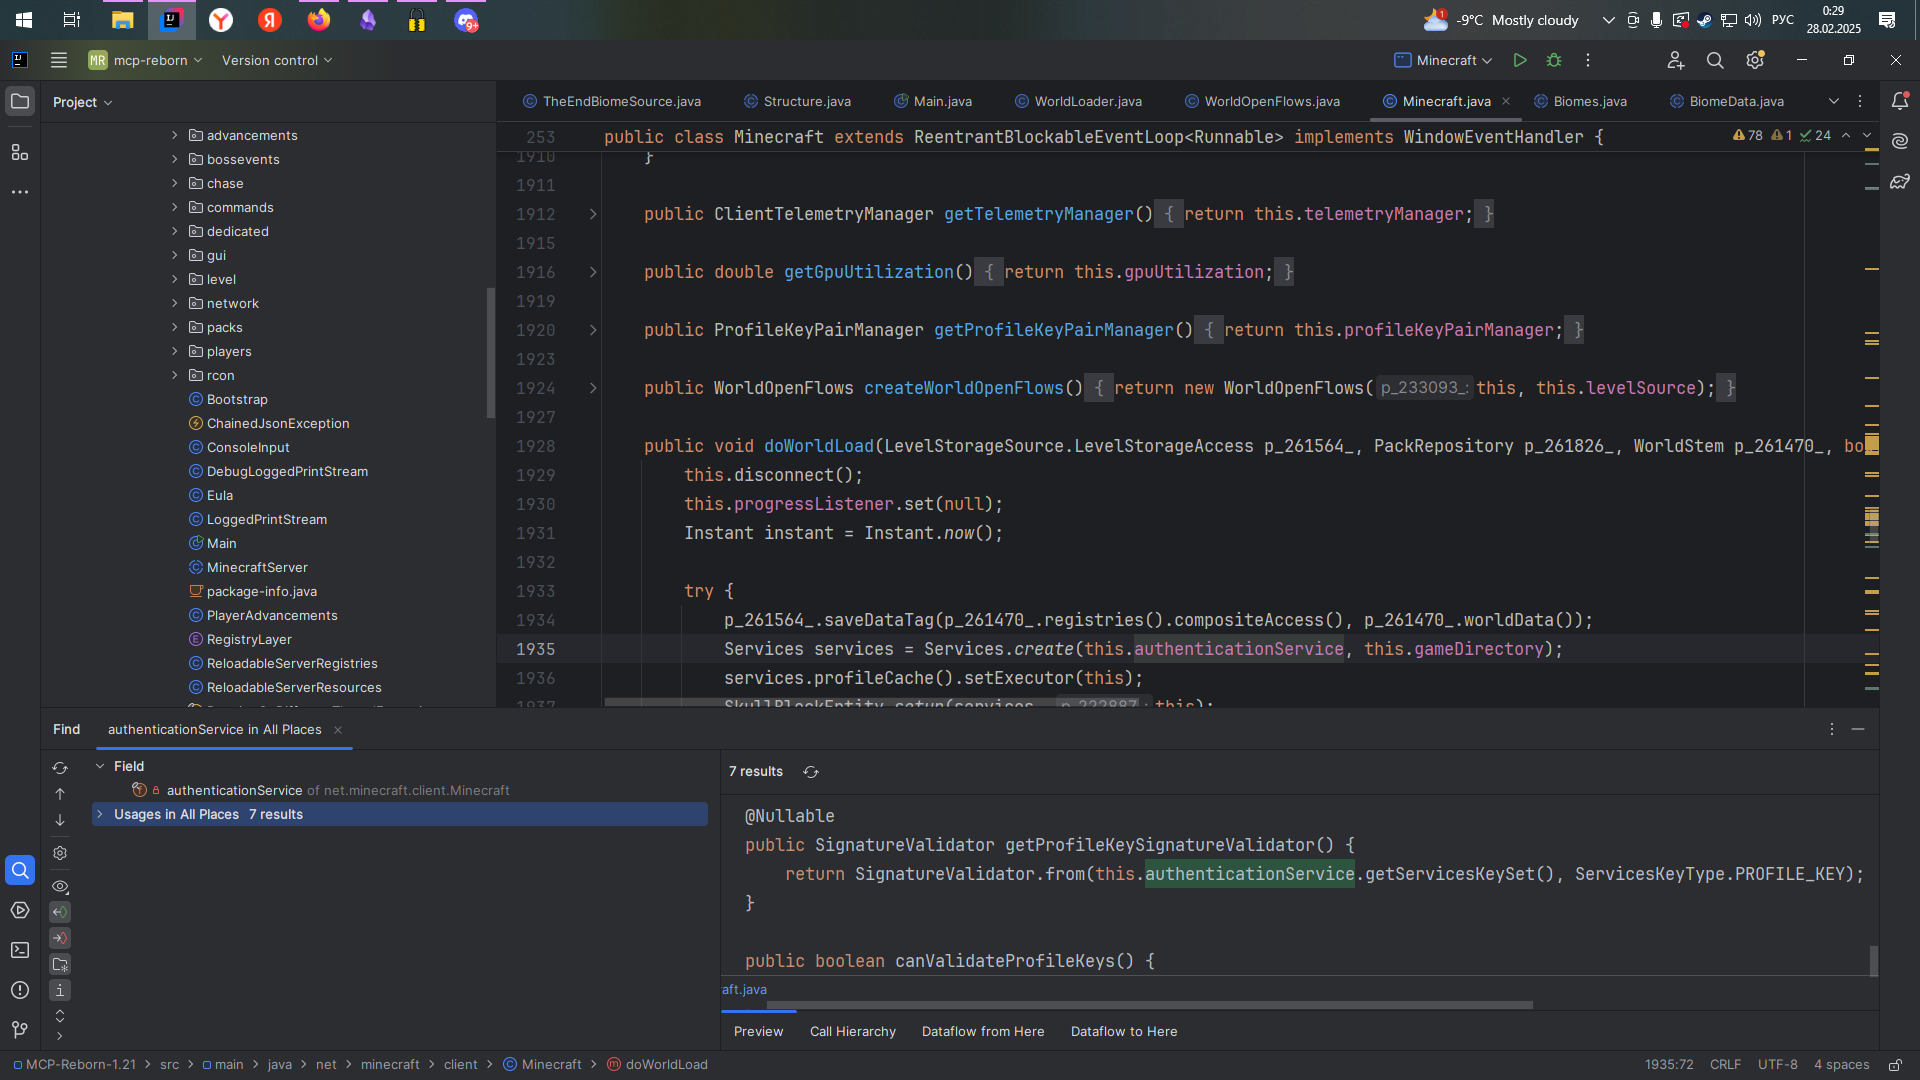 1
-9°C Mostly cloudy
9+
РУС
0:29
28.02.2025
MR mcp-reborn
Version control
Minecraft
Project
TheEndBiomeSource.java
Structure.java
Main.java
WorldLoader.java
WorldOpenFlows.java
Minecraft.java
Biomes.java
BiomeData.java
advancements
bossevents
chase
commands
dedicated
gui
level
network
packs
players
rcon
Bootstrap
ChainedJsonException
ConsoleInput
DebugLoggedPrintStream
Eula
LoggedPrintStream
Main
MinecraftServer
package-info.java
PlayerAdvancements
RegistryLayer
ReloadableServerRegistries
ReloadableServerResources
253 public class Minecraft extends ReentrantBlockableEventLoop<Runnable> implements WindowEventHandler {
78 1 24
1910 }
1911
1912 public ClientTelemetryManager getTelemetryManager() { return this.telemetryManager; }
1915
1916 public double getGpuUtilization() { return this.gpuUtilization; }
1919
1920 public ProfileKeyPairManager getProfileKeyPairManager() { return this.profileKeyPairManager; }
1923
1924 public WorldOpenFlows createWorldOpenFlows() { return new WorldOpenFlows( p_233093_: this, this.levelSource); }
1927
1928 public void doWorldLoad(LevelStorageSource.LevelStorageAccess p_261564_, PackRepository p_261826_, WorldStem p_261470_, bo
1929 this.disconnect();
1930 this.progressListener.set(null);
1931 Instant instant = Instant.now();
1932
1933 try {
1934 p_261564_.saveDataTag(p_261470_.registries().compositeAccess(), p_261470_.worldData());
1935 Services services = Services.create(this.authenticationService, this.gameDirectory);
1936 services.profileCache().setExecutor(this);
1937 SkullBlockEntity.setup(services, p_222887_: this);
Find
authenticationService in All Places
Field
authenticationService of net.minecraft.client.Minecraft
Usages in All Places 7 results
7 results
@Nullable
public SignatureValidator getProfileKeySignatureValidator() {
return SignatureValidator.from(this.authenticationService.getServicesKeySet(), ServicesKeyType.PROFILE_KEY);
}
public boolean canValidateProfileKeys() {
aft.java
Preview
Call Hierarchy
Dataflow from Here
Dataflow to Here
MCP-Reborn-1.21 > src > main > java > net > minecraft > client > Minecraft > doWorldLoad
1935:72 CRLF UTF-8 4 spaces